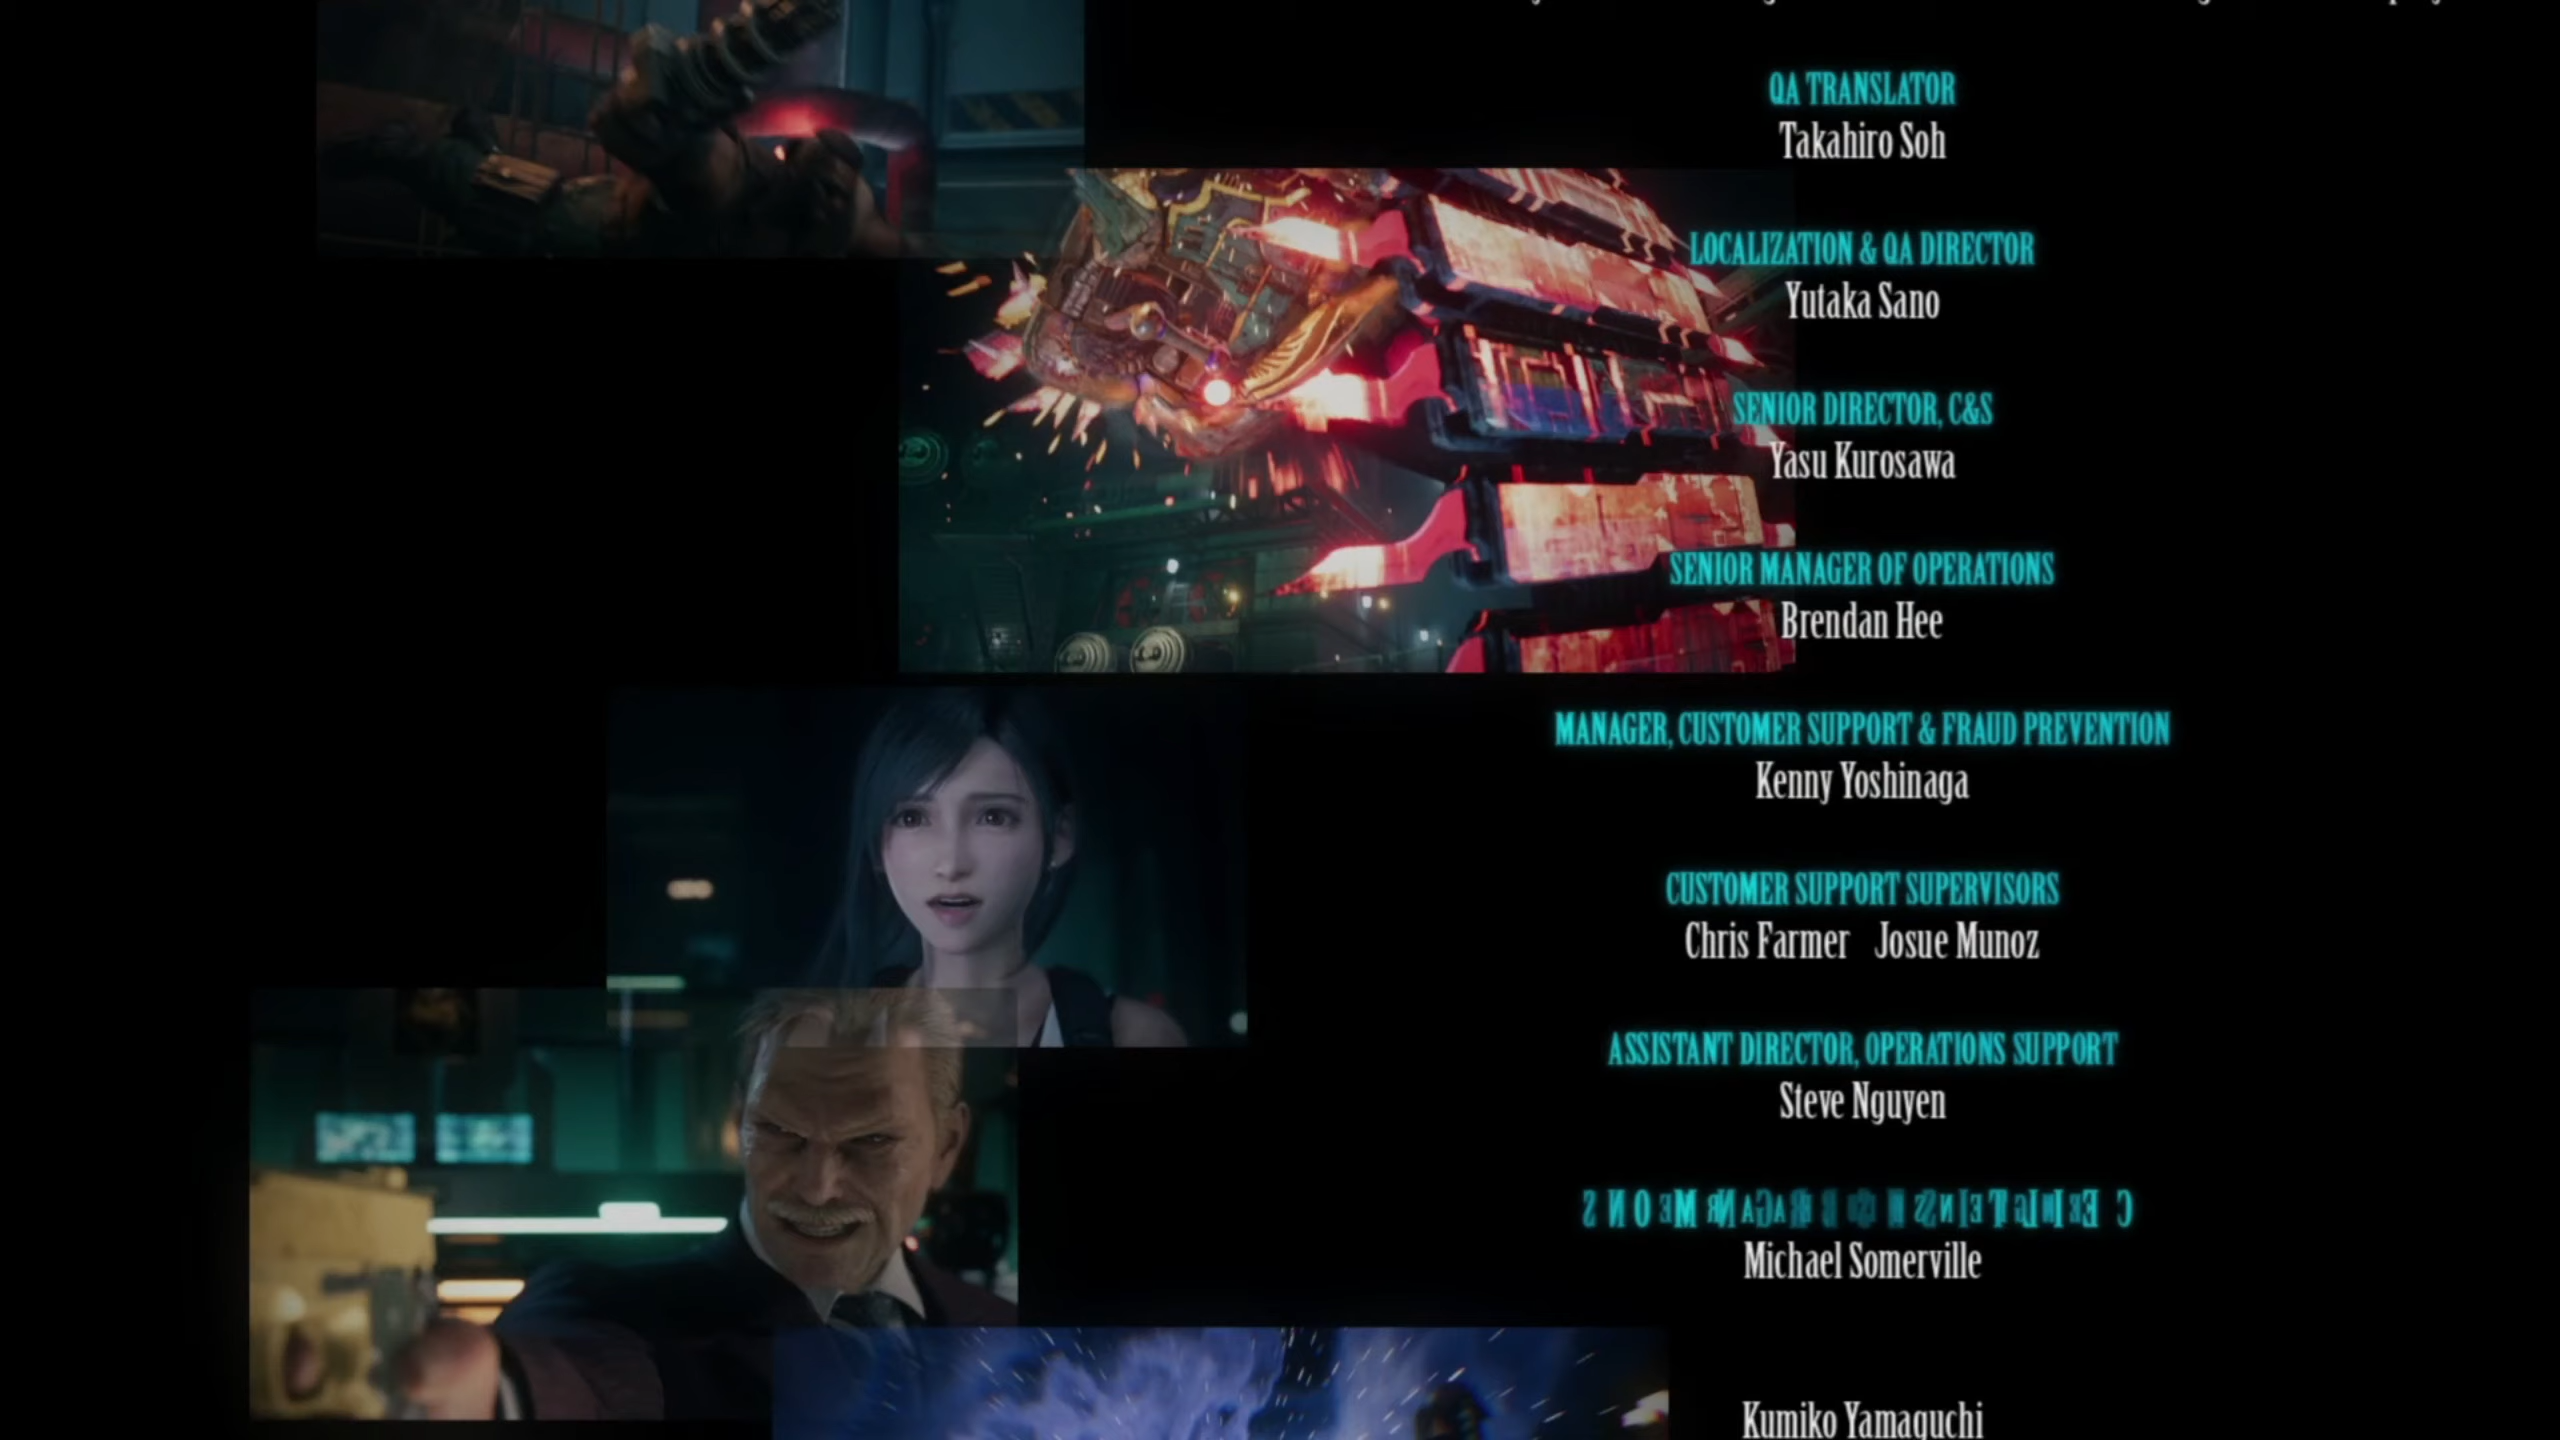 QA TRANSLATOR
Takahiro Soh
LOCALIZATION & QA DIRECTOR
Yutaka Sano
SENIOR DIRECTOR, C&S
Yasu Kurosawa
SENIOR MANAGER OF OPERATIONS
Brendan Hee
MANAGER, CUSTOMER SUPPORT & FRAUD PREVENTION
Kenny Yoshinaga
CUSTOMER SUPPORT SUPERVISORS
Chris Farmer Josue Munoz
ASSISTANT DIRECTOR, OPERATIONS SUPPORT
Steve Nguyen
Michael Somerville
Kumiko Yamaguchi